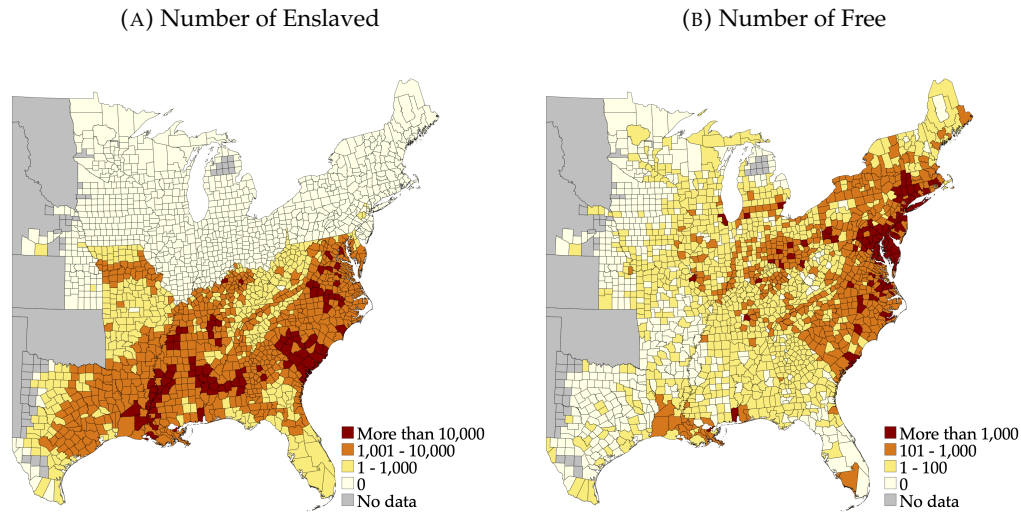 (A) Number of Enslaved
(B) Number of Free
More than 10,000
1,001 - 10,000
1 - 1,000
0
No data
More than 1,000
101 - 1,000
1 - 100
0
No data